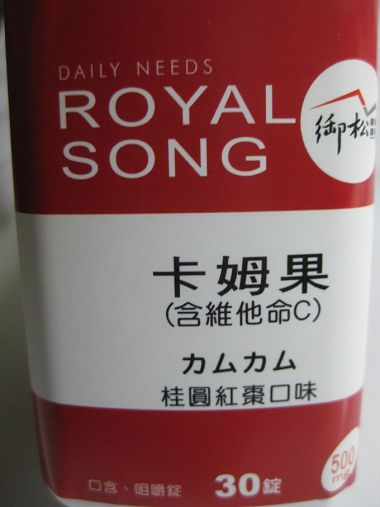 DAILY NEEDS
ROYAL
SONG
御松
卡姆果
(含維他命C)
カムカム
桂圓紅棗口味
口含、咀嚼錠 30錠
500
mg